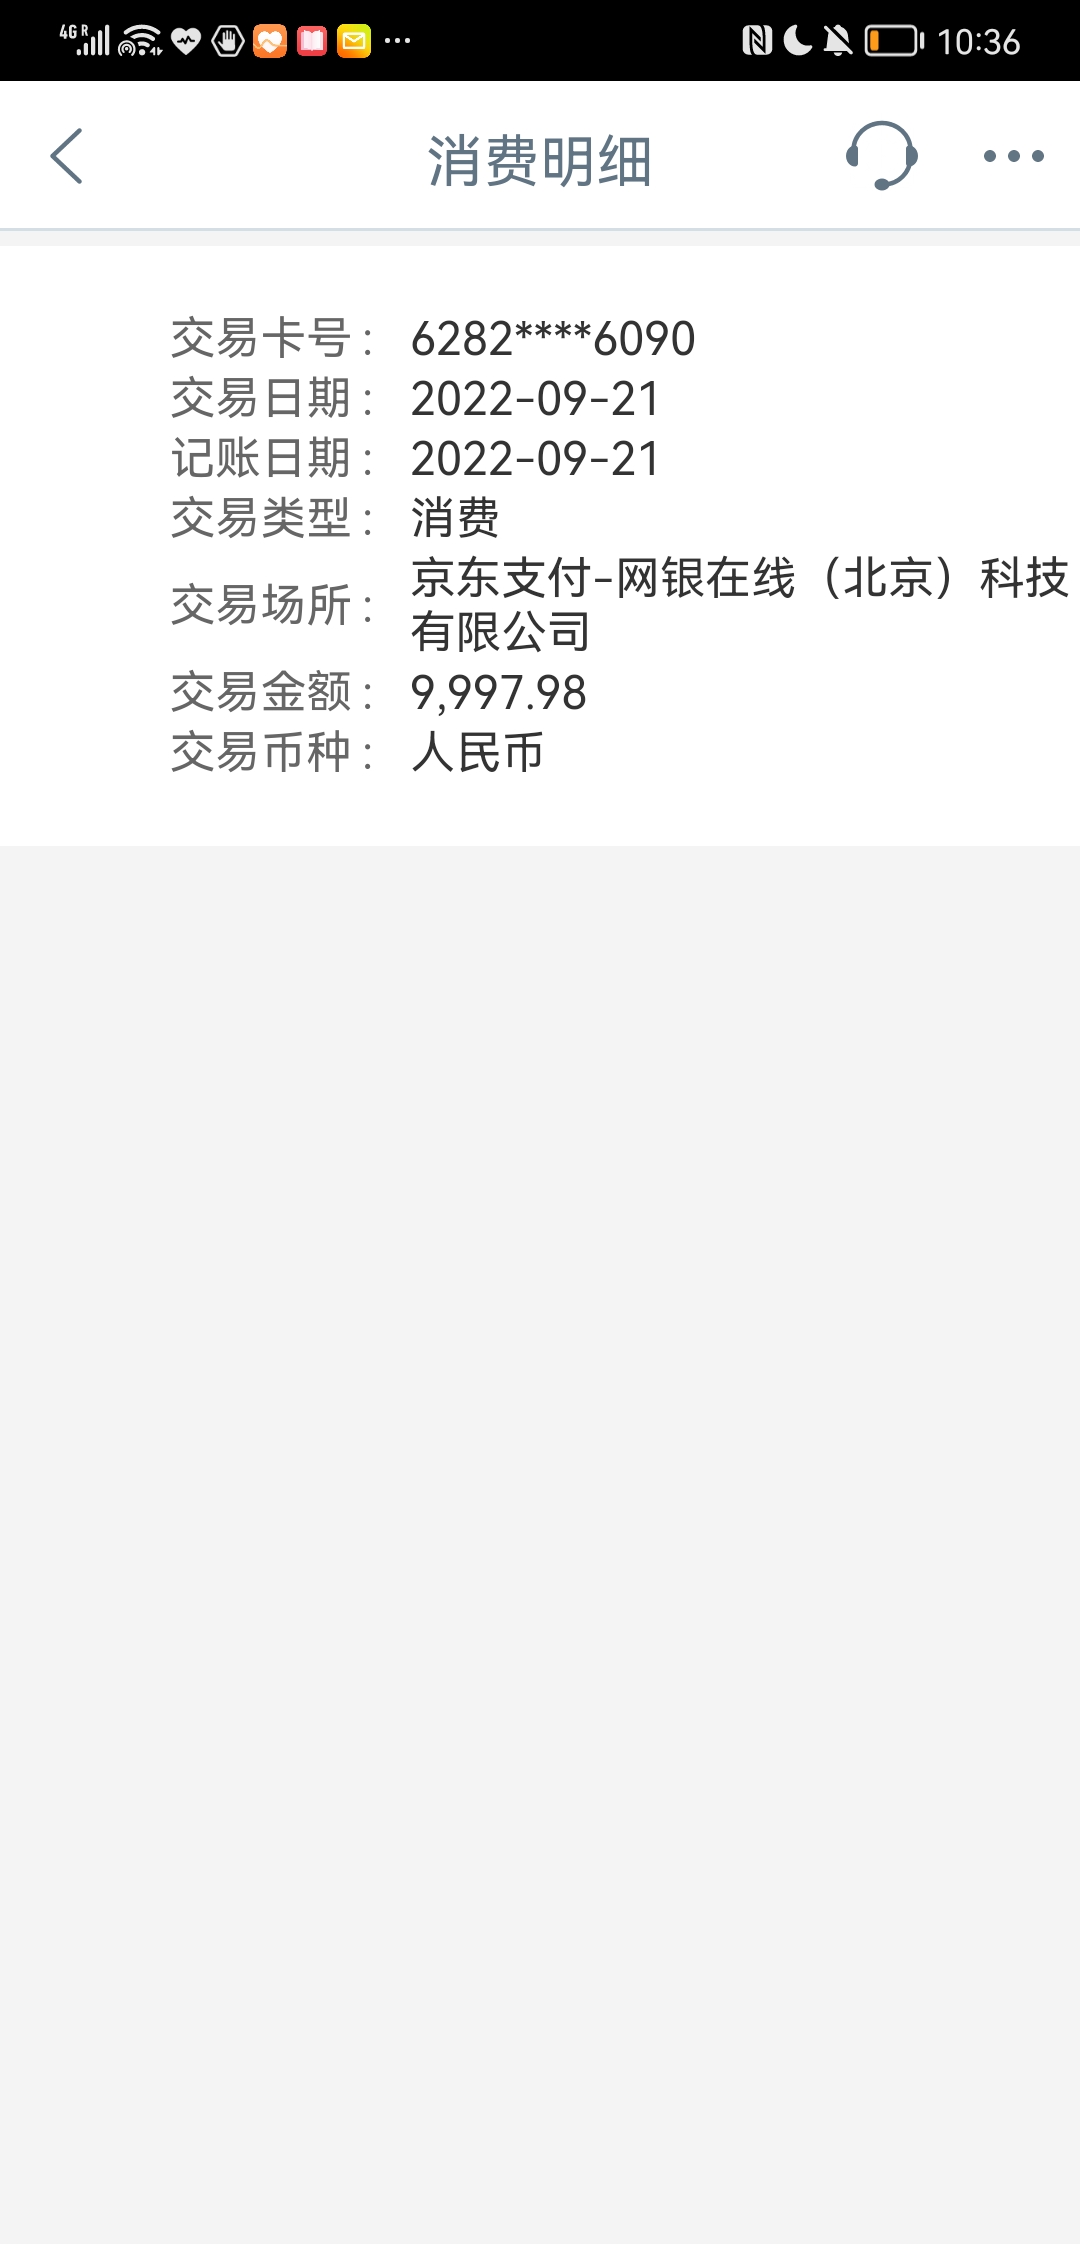 4G R
10:36
消费明细
交易卡号: 6282****6090
交易日期: 2022-09-21
记账日期: 2022-09-21
交易类型: 消费
交易场所: 京东支付-网银在线（北京）科技
有限公司
交易金额: 9,997.98
交易币种: 人民币